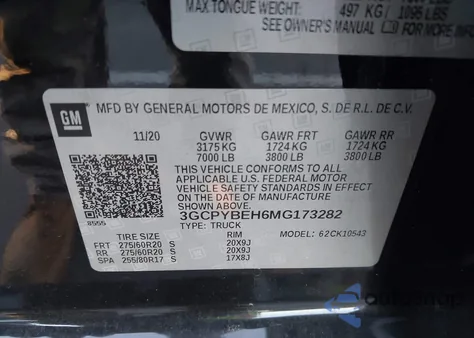 MAX TONGUE WEIGHT
497 KG / 1095 LBS
SEE OWNER'S MANUAL
GM
MFD BY GENERAL MOTORS DE MEXICO, S. DE R.L. DE C.V.
11/20 GVWR GAWR FRT GAWR RR
3175 KG 1724 KG 1724 KG
7000 LB 3800 LB 3800 LB
THIS VEHICLE CONFORMS TO ALL
APPLICABLE U.S. FEDERAL MOTOR
VEHICLE SAFETY STANDARDS IN EFFECT
ON THE DATE OF MANUFACTURE
SHOWN ABOVE.
8555
3GCPYBEH6MG173282
TYPE: TRUCK MODEL: 62CK10543
TIRE SIZE RIM
FRT 275/60R20 S 20X9J
RR 275/60R20 S 20X9J
SPA 255/80R17 S 17X8J